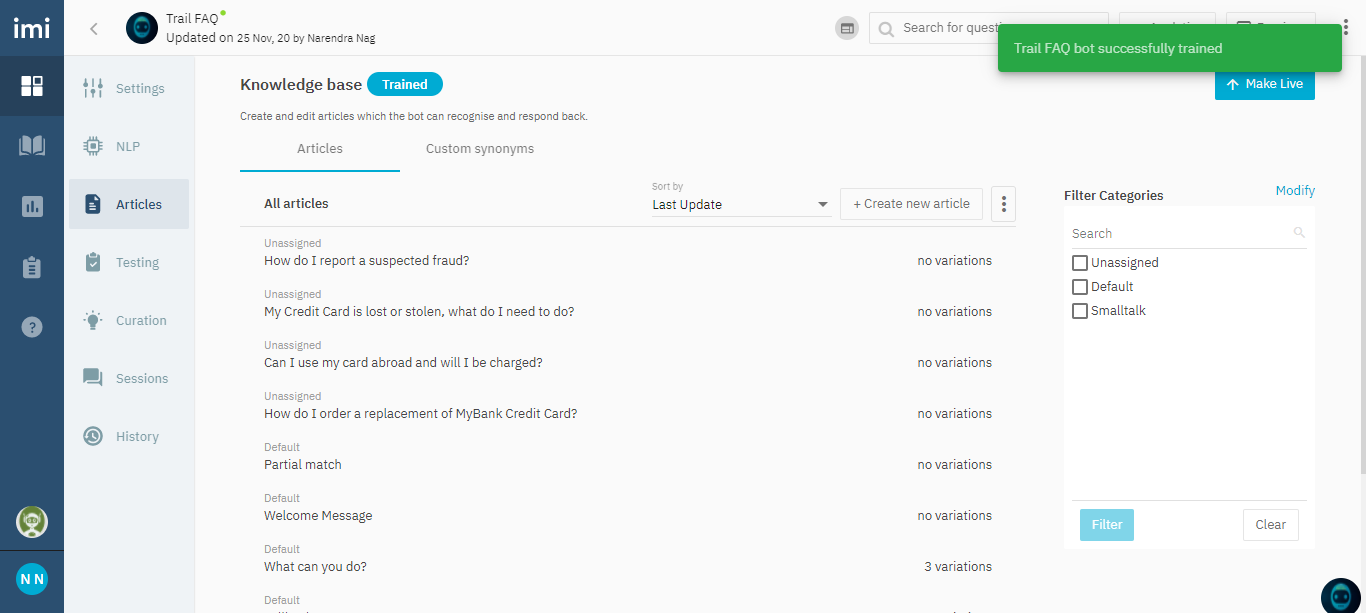 imi
Trail FAQ
Updated on 25 Nov, 20 by Narendra Nag
Search for quest
Trail FAQ bot successfully trained
Settings
NLP
Articles
Testing
Curation
Sessions
History
N N
Knowledge base Trained
Make Live
Create and edit articles which the bot can recognise and respond back.
Articles Custom synonyms
All articles
Sort by
Last Update
+ Create new article
Unassigned
How do I report a suspected fraud? no variations
Unassigned
My Credit Card is lost or stolen, what do I need to do? no variations
Unassigned
Can I use my card abroad and will I be charged? no variations
Unassigned
How do I order a replacement of MyBank Credit Card? no variations
Default
Partial match no variations
Default
Welcome Message no variations
Default
What can you do? 3 variations
Default
Filter Categories Modify
Search
Unassigned
Default
Smalltalk
Filter Clear